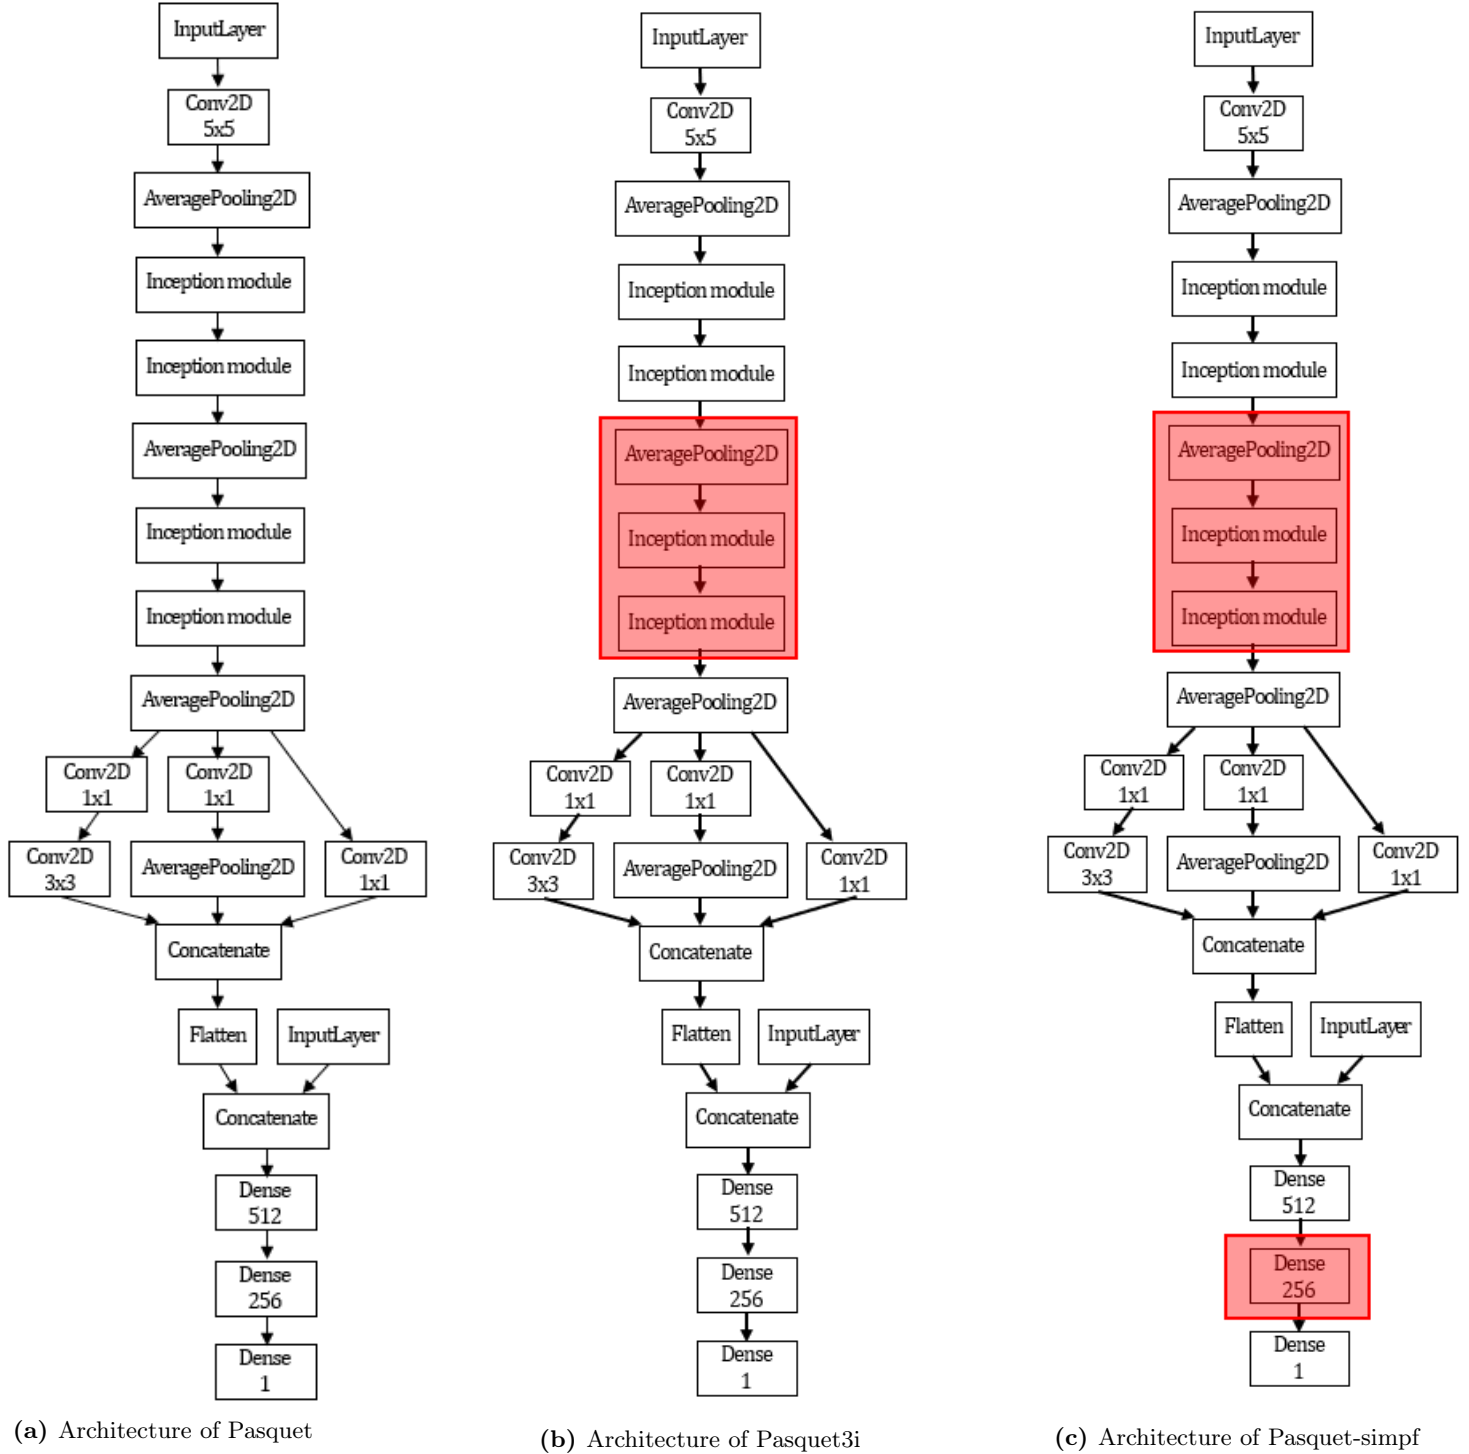 InputLayer
Conv2D
5x5
AveragePooling2D
Inception module
Inception module
AveragePooling2D
Inception module
Inception module
AveragePooling2D
Conv2D
1x1
Conv2D
1x1
Conv2D
3x3
AveragePooling2D
Conv2D
1x1
Concatenate
Flatten
InputLayer
Concatenate
Dense
512
Dense
256
Dense
1
(a) Architecture of Pasquet
InputLayer
Conv2D
5x5
AveragePooling2D
Inception module
Inception module
AveragePooling2D
Inception module
Inception module
AveragePooling2D
Conv2D
1x1
Conv2D
1x1
Conv2D
3x3
AveragePooling2D
Conv2D
1x1
Concatenate
Flatten
InputLayer
Concatenate
Dense
512
Dense
256
Dense
1
(b) Architecture of Pasquet3i
InputLayer
Conv2D
5x5
AveragePooling2D
Inception module
Inception module
AveragePooling2D
Inception module
Inception module
AveragePooling2D
Conv2D
1x1
Conv2D
1x1
Conv2D
3x3
AveragePooling2D
Conv2D
1x1
Concatenate
Flatten
InputLayer
Concatenate
Dense
512
Dense
256
Dense
1
(c) Architecture of Pasquet-simpf